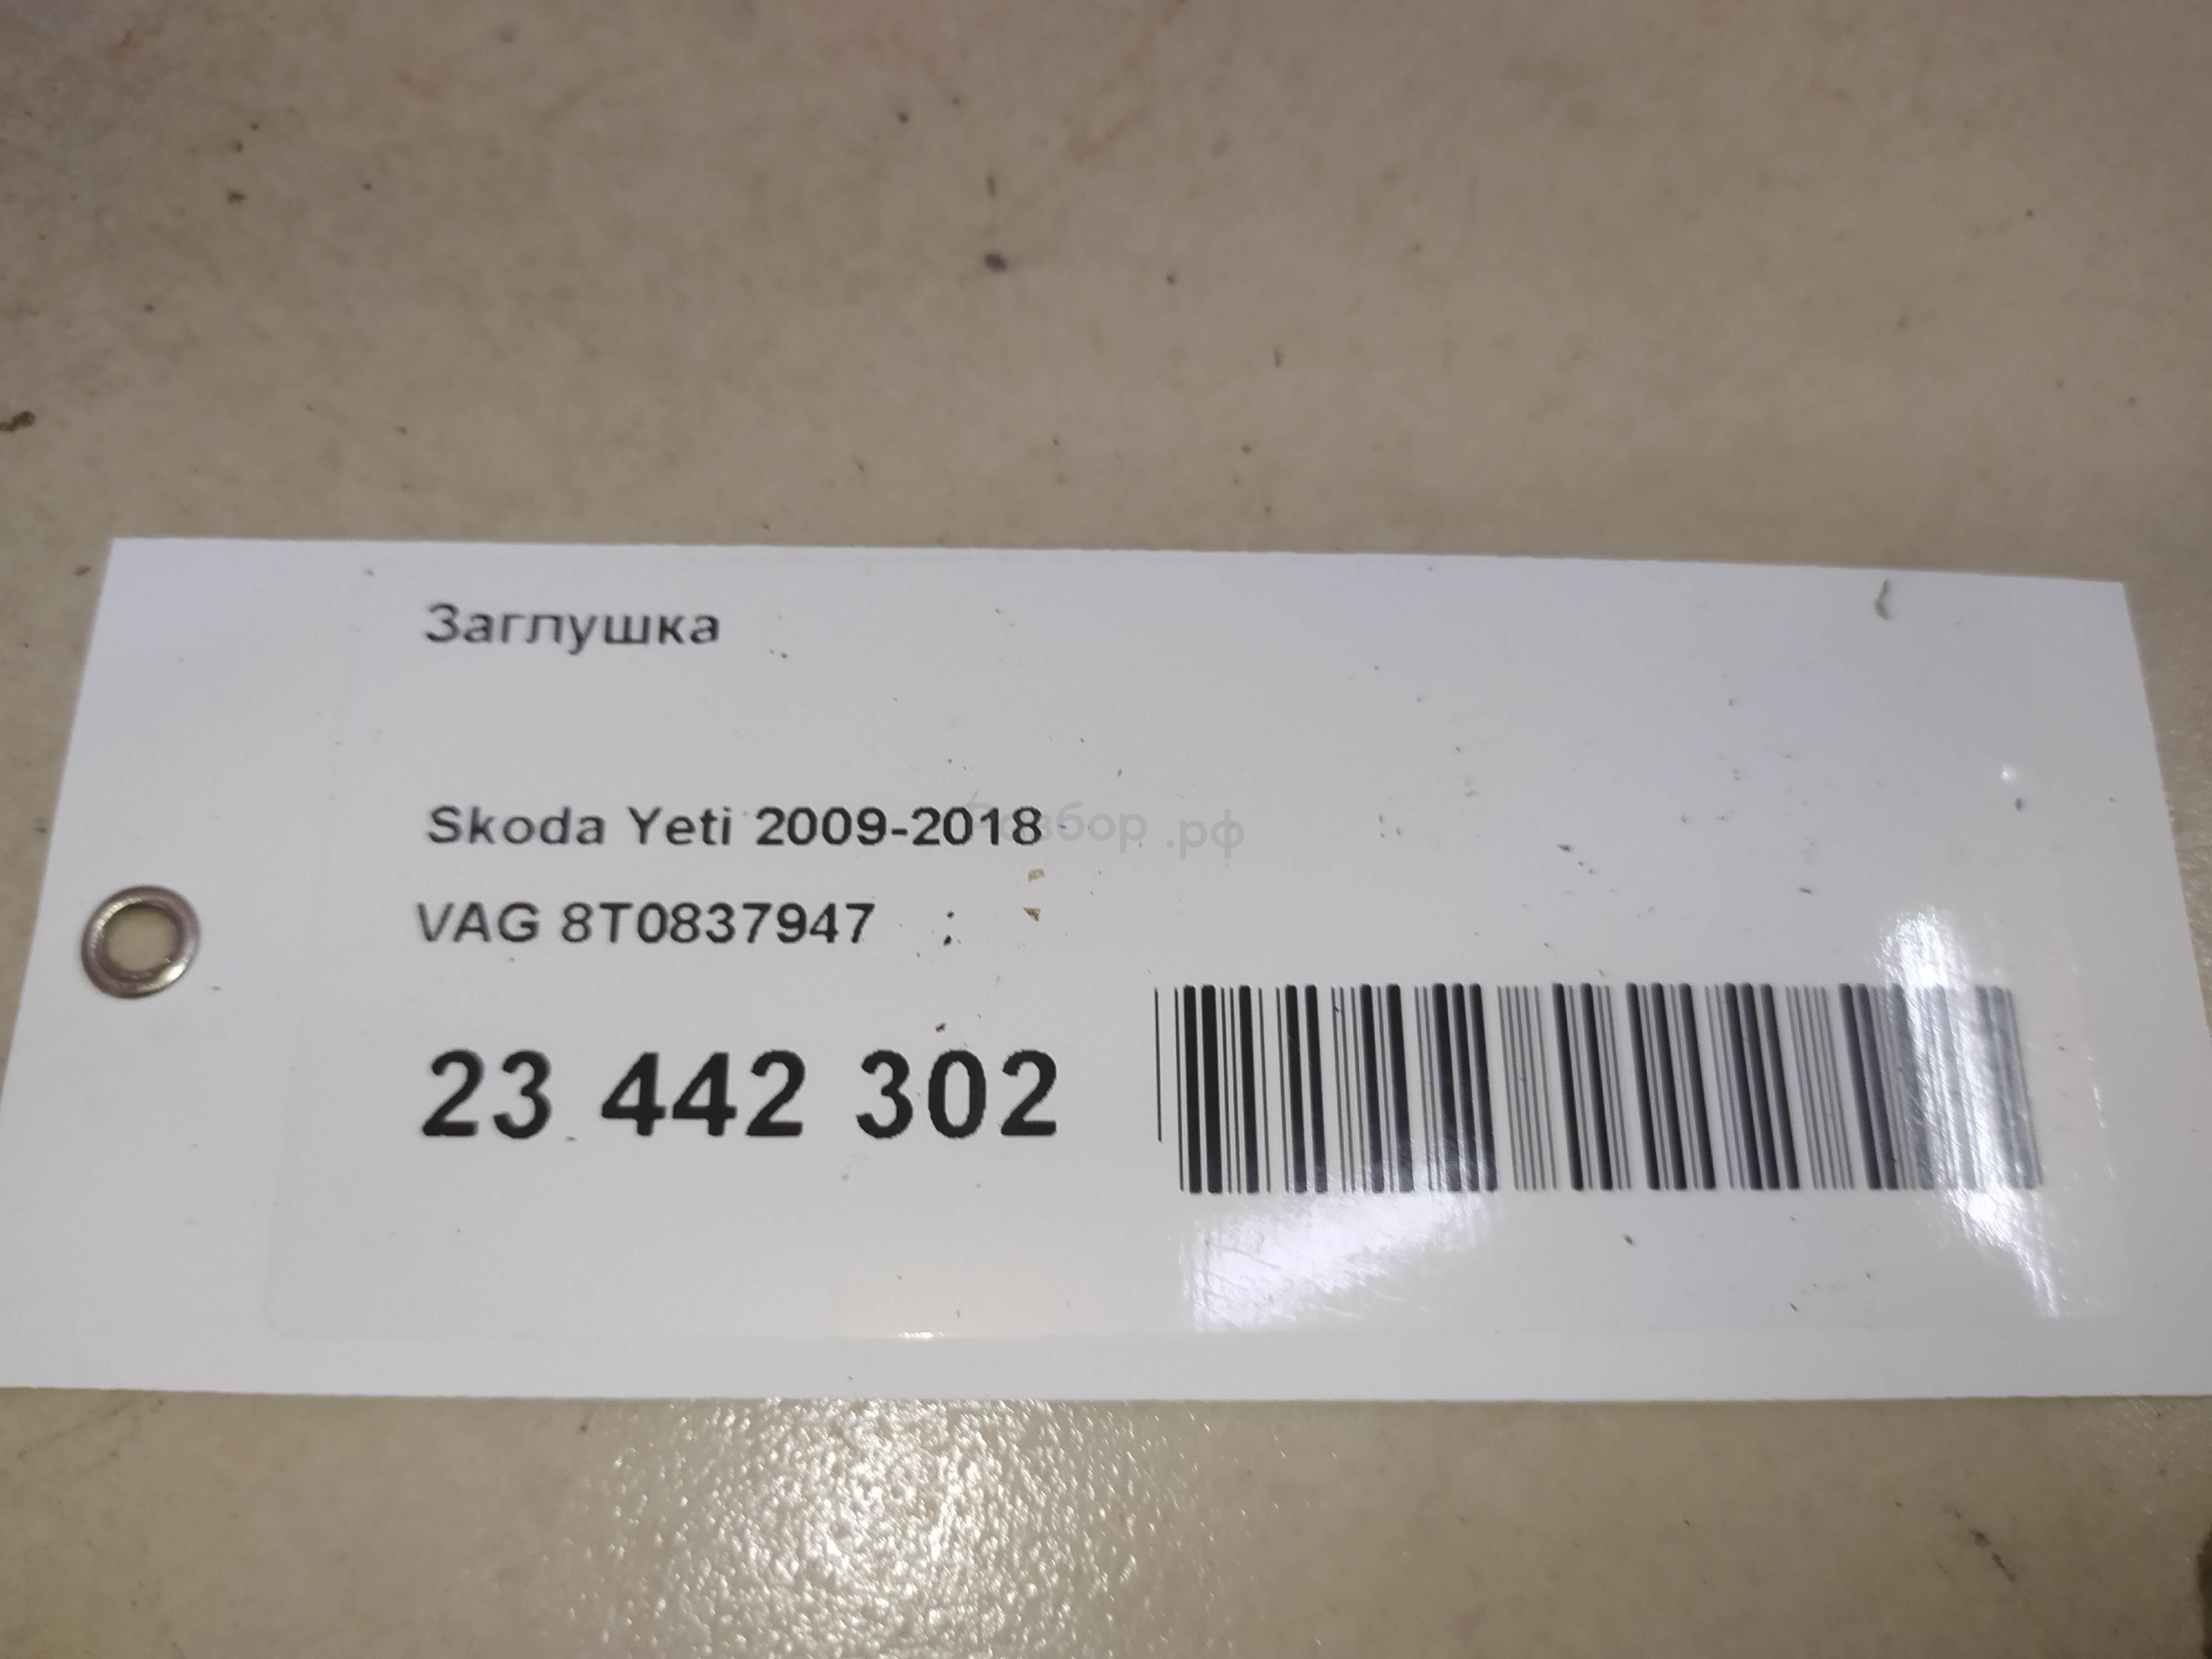 Заглушка
Skoda Yeti 2009-2018
VAG 8T0837947 ;
23 442 302